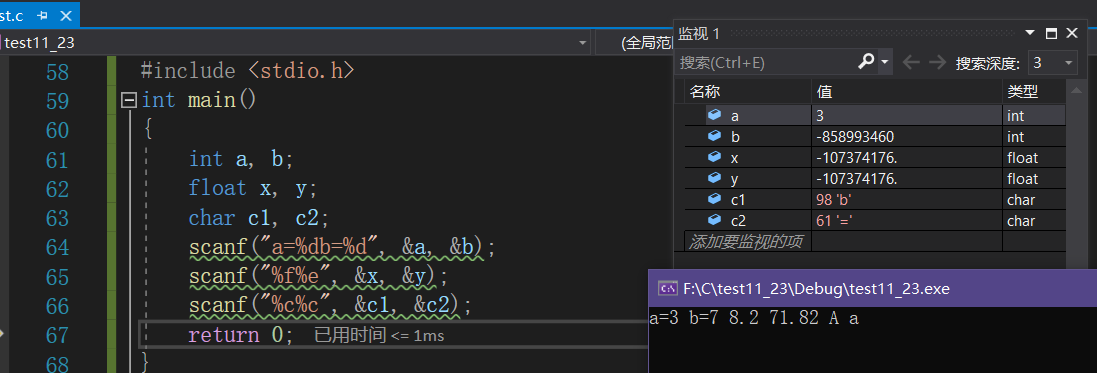 st.c
test11_23
(全局范
58 #include <stdio.h>
59 int main()
60 {
61 int a, b;
62 float x, y;
63 char c1, c2;
64 scanf("a=%db=%d", &a, &b);
65 scanf("%f%e", &x, &y);
66 scanf("%c%c", &c1, &c2);
67 return 0; 已用时间 <= 1ms
68 }
监视 1
搜索(Ctrl+E) 搜索深度: 3
名称 值 类型
a 3 int
b -858993460 int
x -107374176. float
y -107374176. float
c1 98 'b' char
c2 61 '=' char
添加要监视的项
F:\C\test11_23\Debug\test11_23.exe
a=3 b=7 8.2 71.82 A a